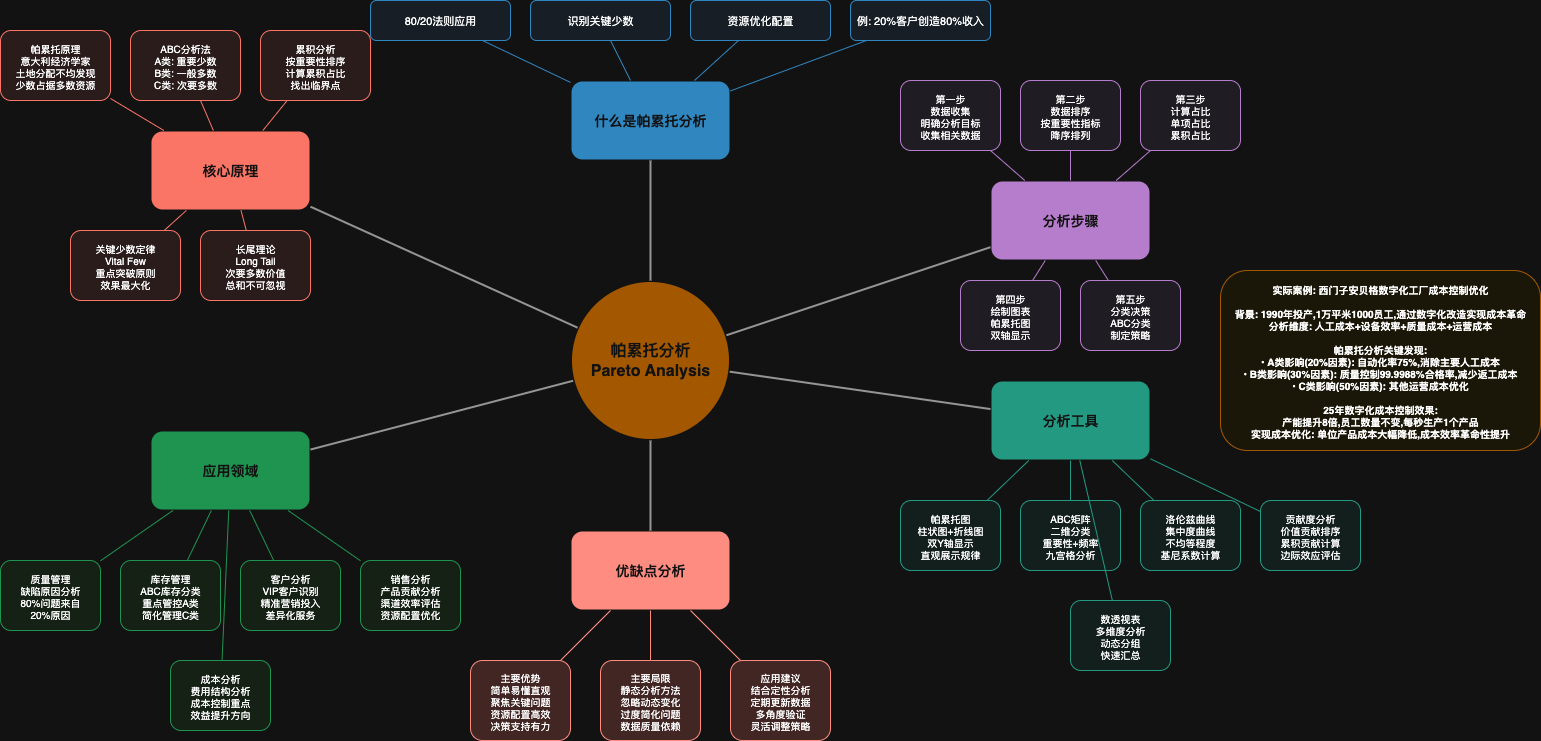 80/20法则应用
识别关键少数
资源优化配置
例: 20%客户创造80%收入
什么是帕累托分析
帕累托原理
意大利经济学家
土地分配不均发现
少数占据多数资源
ABC分析法
A类: 重要少数
B类: 一般多数
C类: 次要多数
累积分析
按重要性排序
计算累积占比
找出临界点
核心原理
关键少数定律
Vital Few
重点突破原则
效果最大化
长尾理论
Long Tail
次要多数价值
总和不可忽视
第一步
数据收集
明确分析目标
收集相关数据
第二步
数据排序
按重要性指标
降序排列
第三步
计算占比
单项占比
累积占比
分析步骤
第四步
绘制图表
帕累托图
双轴显示
第五步
分类决策
ABC分类
制定策略
实际案例: 西门子安贝格数字化工厂成本控制优化
背景: 1990年投产,1万平米1000员工,通过数字化改造实现成本革命
分析维度: 人工成本+设备效率+质量成本+运营成本
帕累托分析关键发现:
• A类影响(20%因素): 自动化率75%,消除主要人工成本
• B类影响(30%因素): 质量控制99.9988%合格率,减少返工成本
• C类影响(50%因素): 其他运营成本优化
25年数字化成本控制效果:
产能提升8倍,员工数量不变,每秒生产1个产品
实现成本优化: 单位产品成本大幅降低,成本效率革命性提升
帕累托分析
Pareto Analysis
分析工具
帕累托图
柱状图+折线图
双Y轴显示
直观展示规律
ABC矩阵
二维分类
重要性+频率
九宫格分析
洛伦兹曲线
集中度曲线
不均等程度
基尼系数计算
贡献度分析
价值贡献排序
累积贡献计算
边际效应评估
数透视表
多维度分析
动态分组
快速汇总
应用领域
质量管理
缺陷原因分析
80%问题来自
20%原因
库存管理
ABC库存分类
重点管控A类
简化管理C类
客户分析
VIP客户识别
精准营销投入
差异化服务
销售分析
产品贡献分析
渠道效率评估
资源配置优化
成本分析
费用结构分析
成本控制重点
效益提升方向
优缺点分析
主要优势
简单易懂直观
聚焦关键问题
资源配置高效
决策支持有力
主要局限
静态分析方法
忽略动态变化
过度简化问题
数据质量依赖
应用建议
结合定性分析
定期更新数据
多角度验证
灵活调整策略